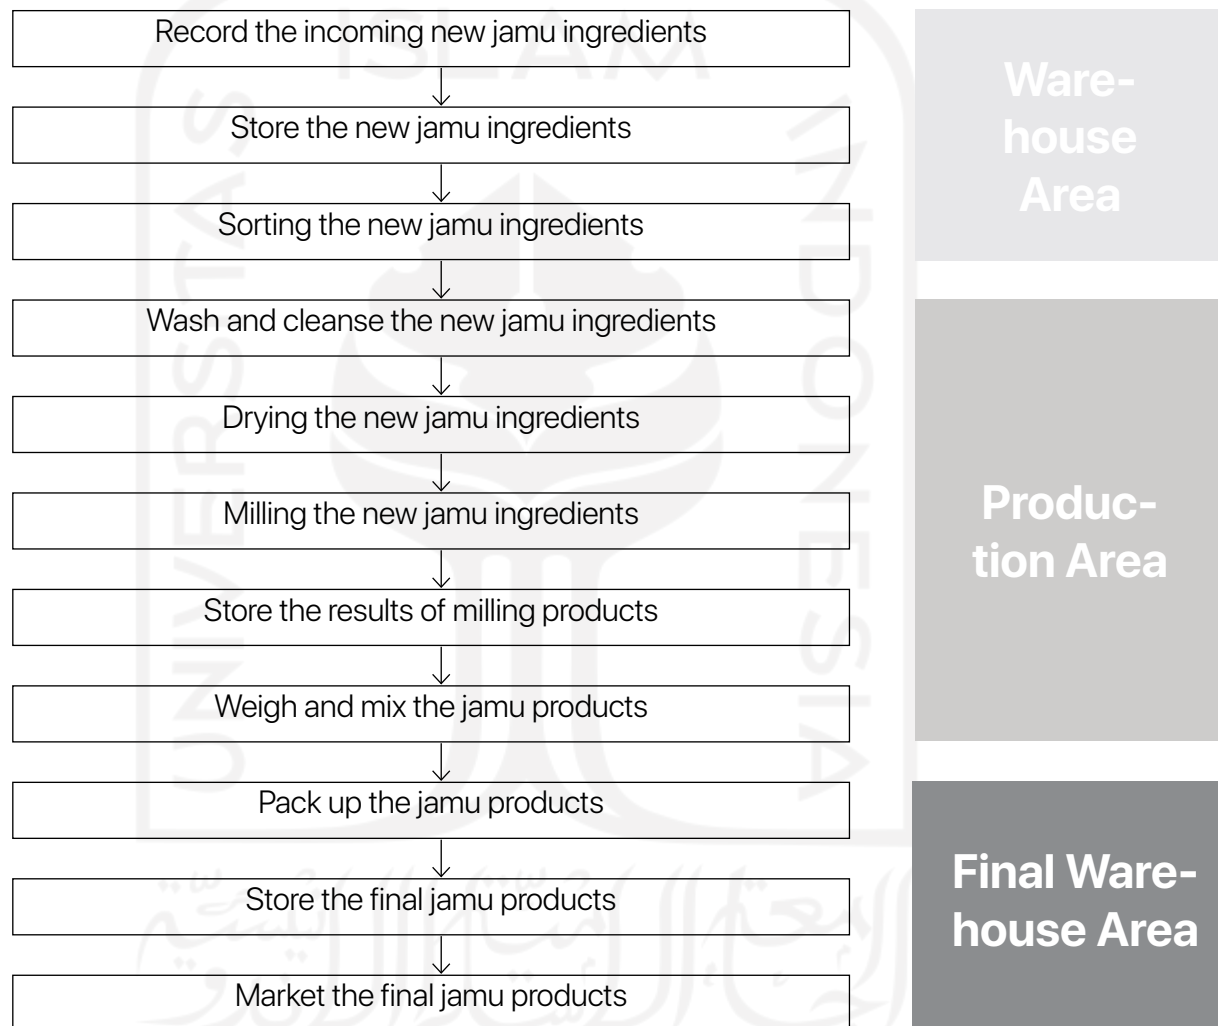 Record the incoming new jamu ingredients
Store the new jamu ingredients
Sorting the new jamu ingredients
Wash and cleanse the new jamu ingredients
Drying the new jamu ingredients
Milling the new jamu ingredients
Store the results of milling products
Weigh and mix the jamu products
Pack up the jamu products
Store the final jamu products
Market the final jamu products
Ware-
house
Area
Produc-
tion Area
Final Ware-
house Area
UNIVERSITAS
ISLAM
INDONESIA